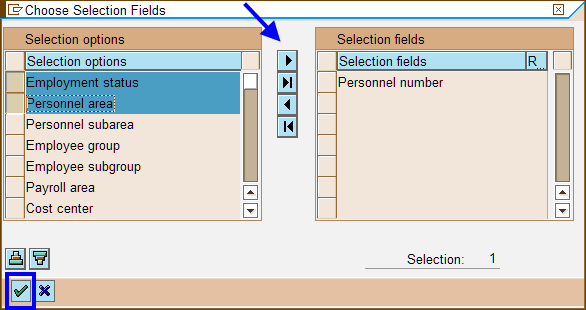 Choose Selection Fields
Selection options
Selection fields
Selection options
Selection fields R..
Employment status
Personnel number
Personnel area
Personnel subarea
Employee group
Employee subgroup
Payroll area
Cost center
Selection: 1